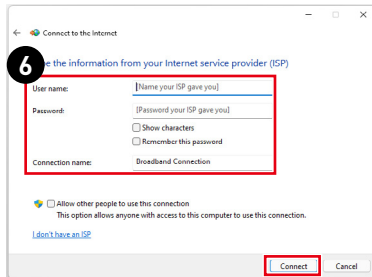 Connect to the Internet
6
e the information from your Internet service provider (ISP)
User name:
[Name your ISP gave you]
Password:
[Password your ISP gave you]
Show characters
Remember this password
Connection name:
Broadband Connection
Allow other people to use this connection
This option allows anyone with access to this computer to use this connection.
I don't have an ISP
Connect
Cancel